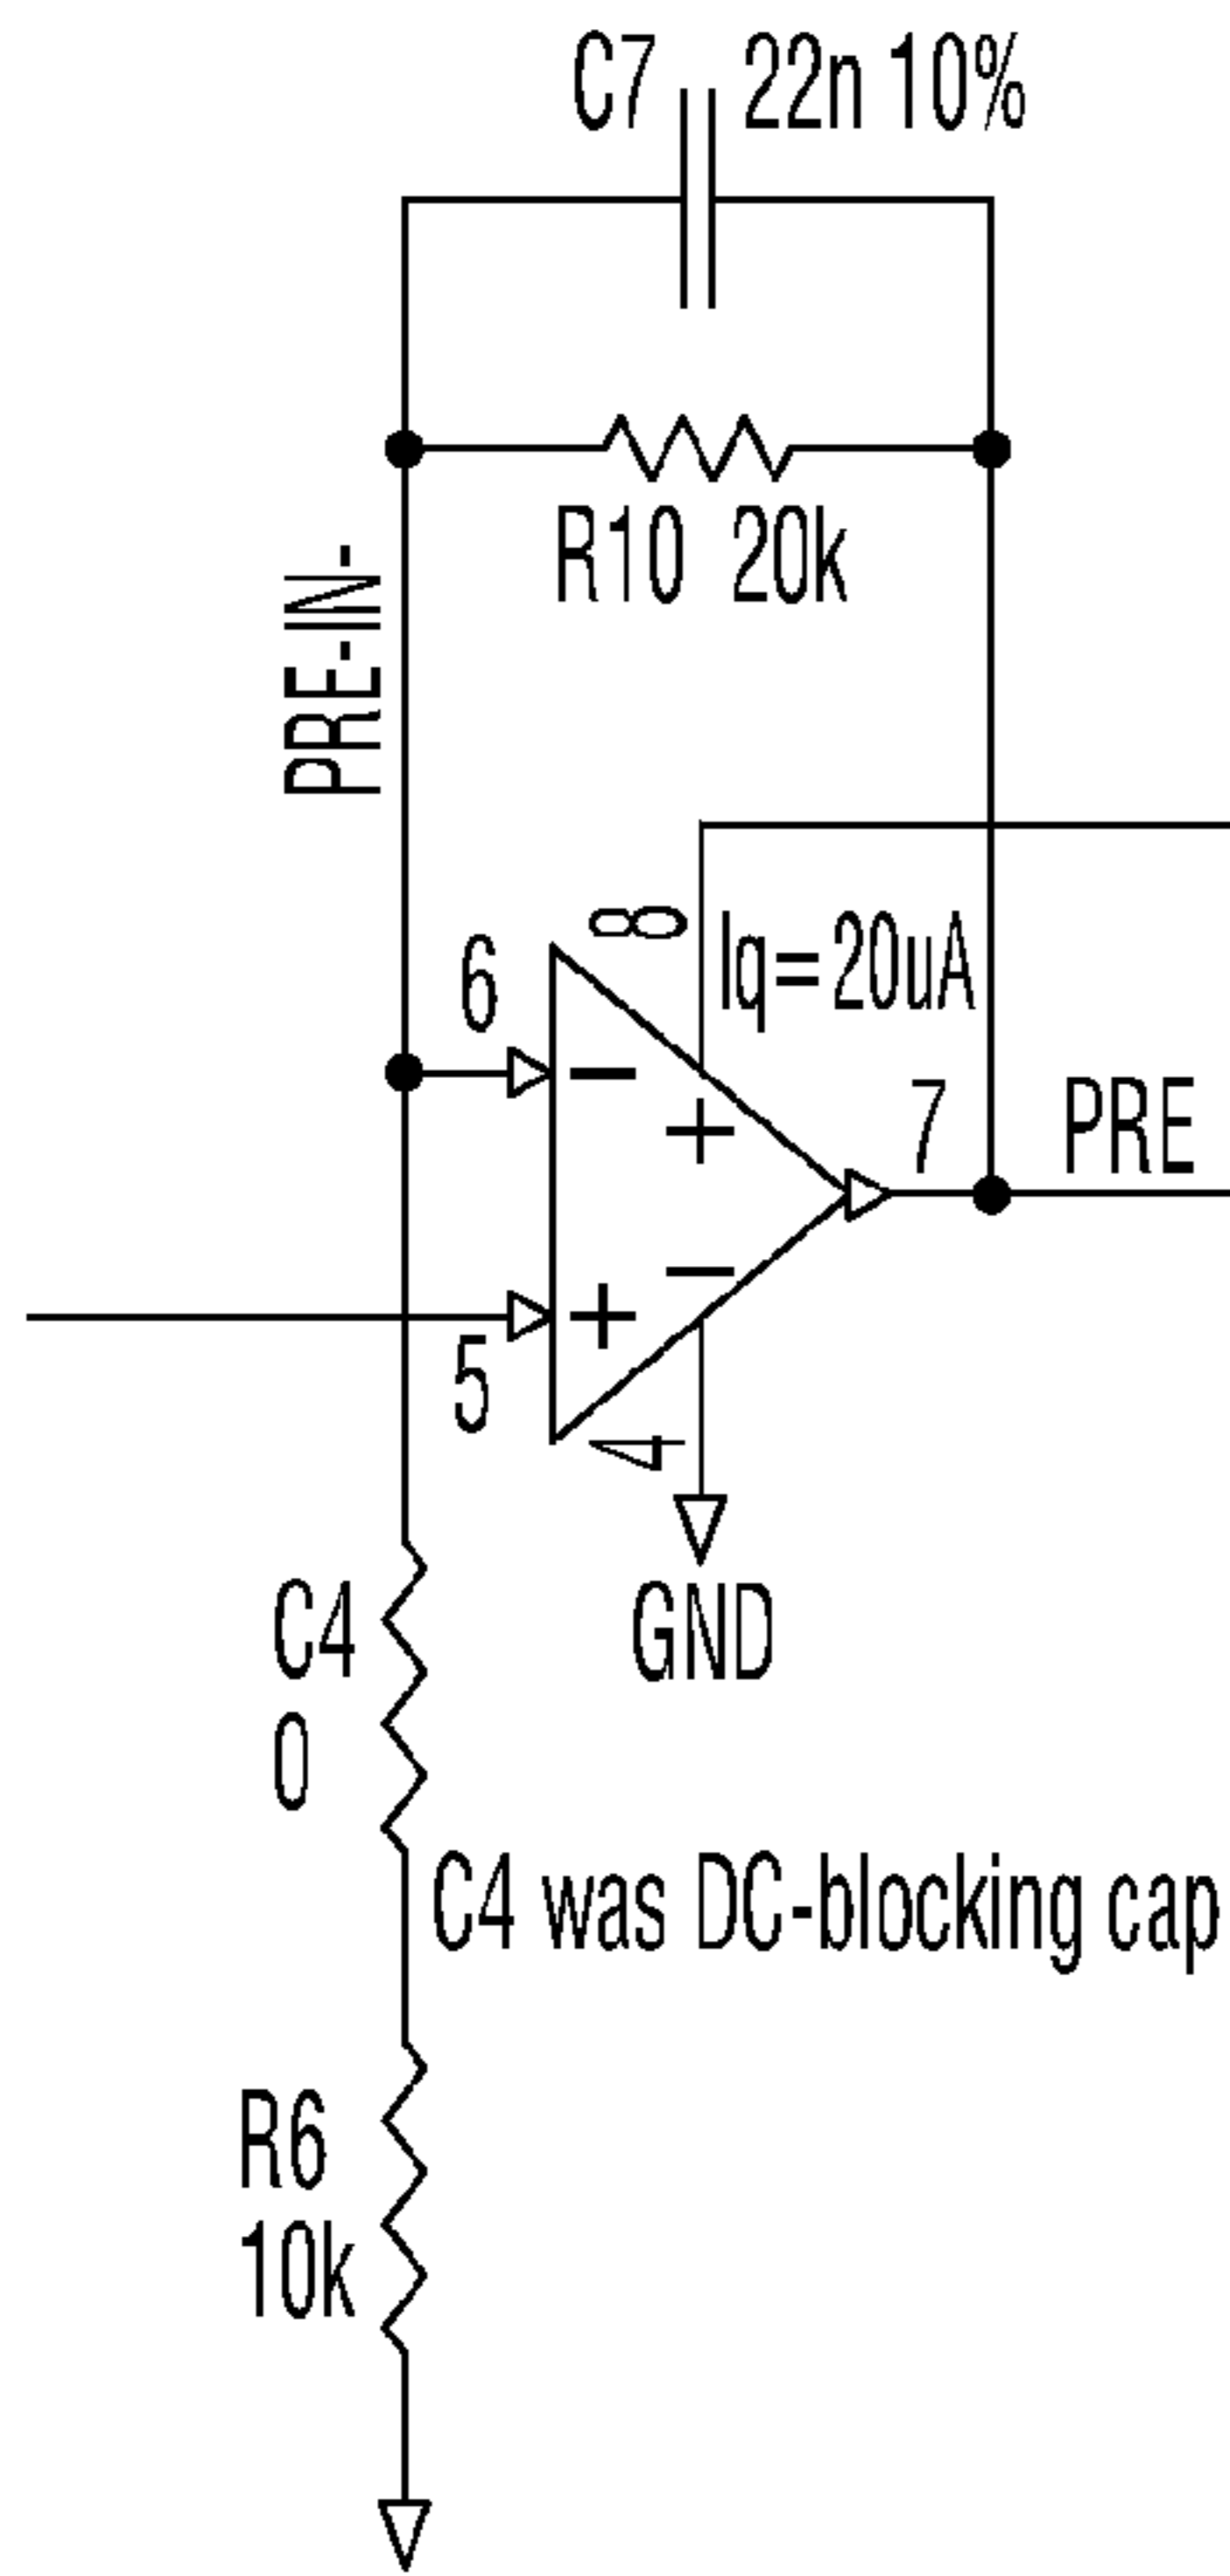 C7 22n 10%
R10 20k
PRE-IN-
8
Iq=20uA
6
7
PRE
5
4
GND
C4
0
C4 was DC-blocking cap
R6
10k